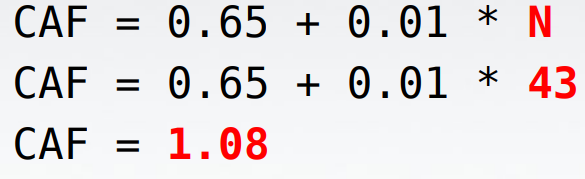 CAF = 0.65 + 0.01 * N
CAF = 0.65 + 0.01 * 43
CAF = 1.08